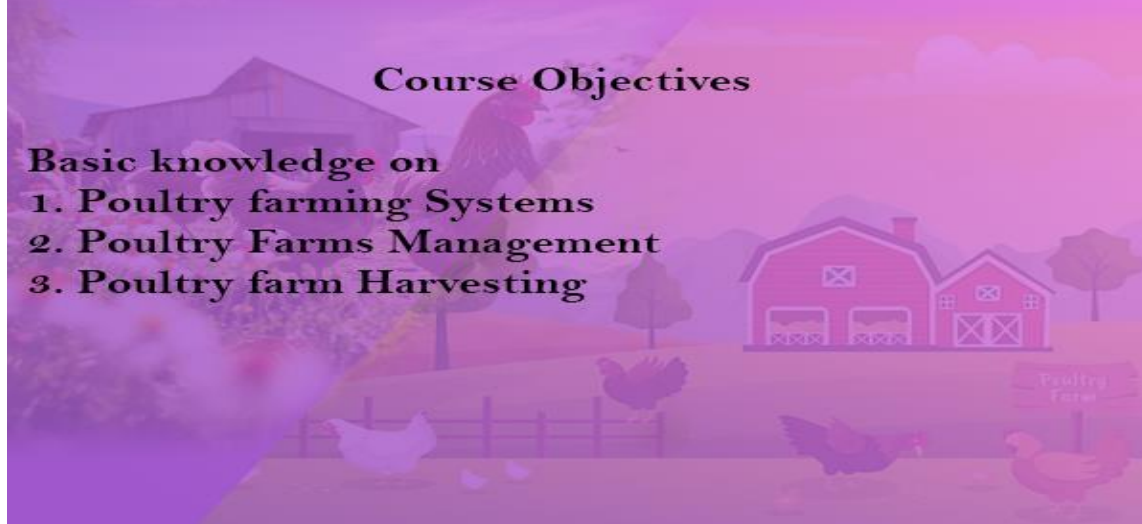 Course Objectives
Basic knowledge on
1. Poultry farming Systems
2. Poultry Farms Management
3. Poultry farm Harvesting
Poultry
Farm